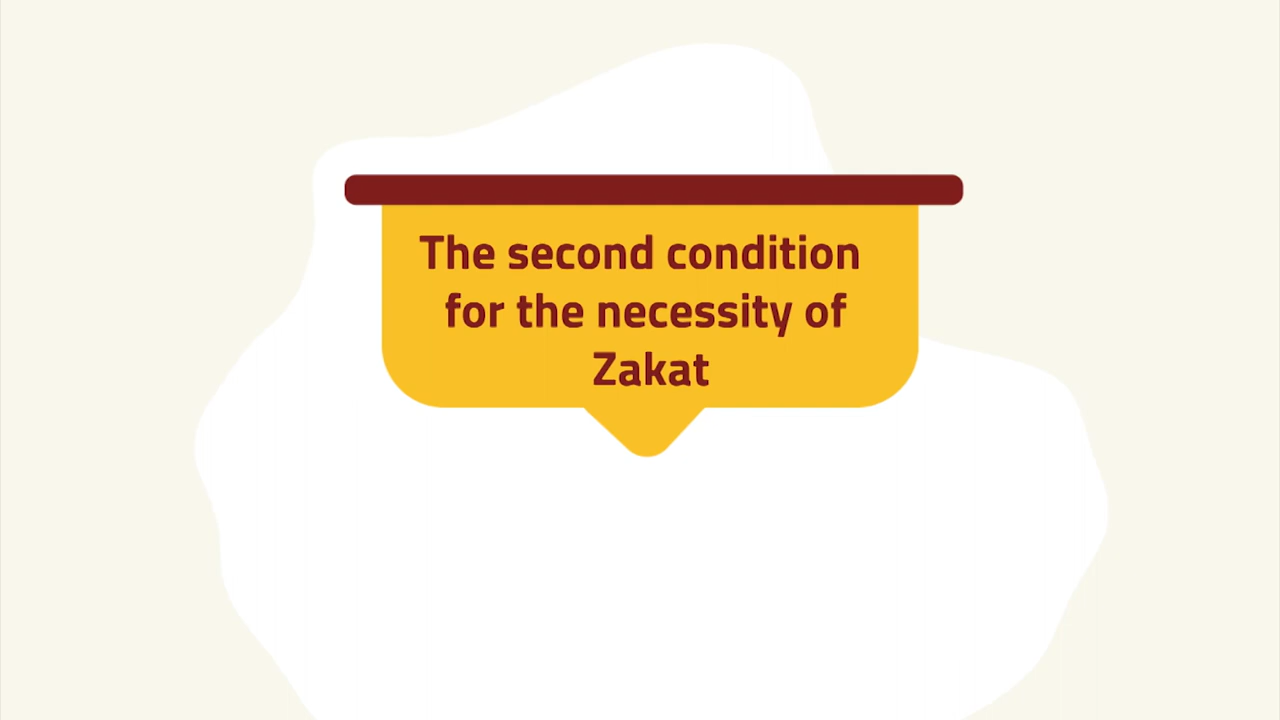 The second condition
for the necessity of
Zakat